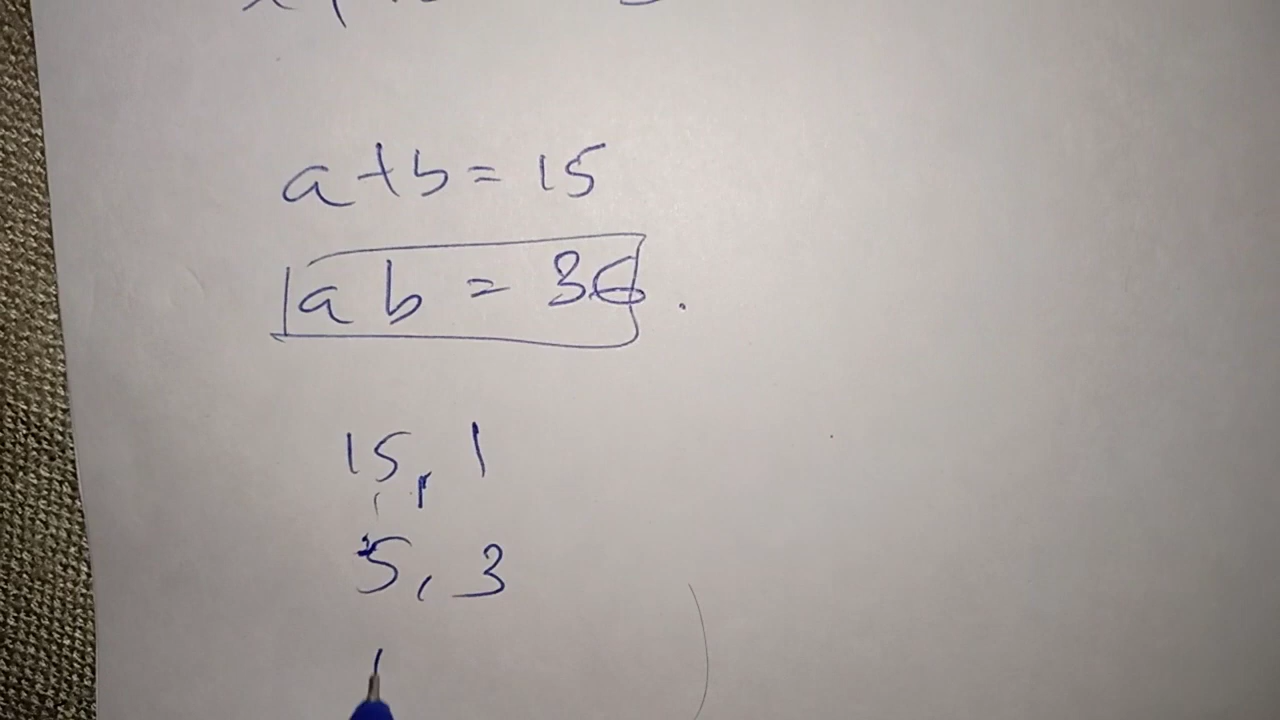 a+b=15
ab = 36.
15, 1
5, 3